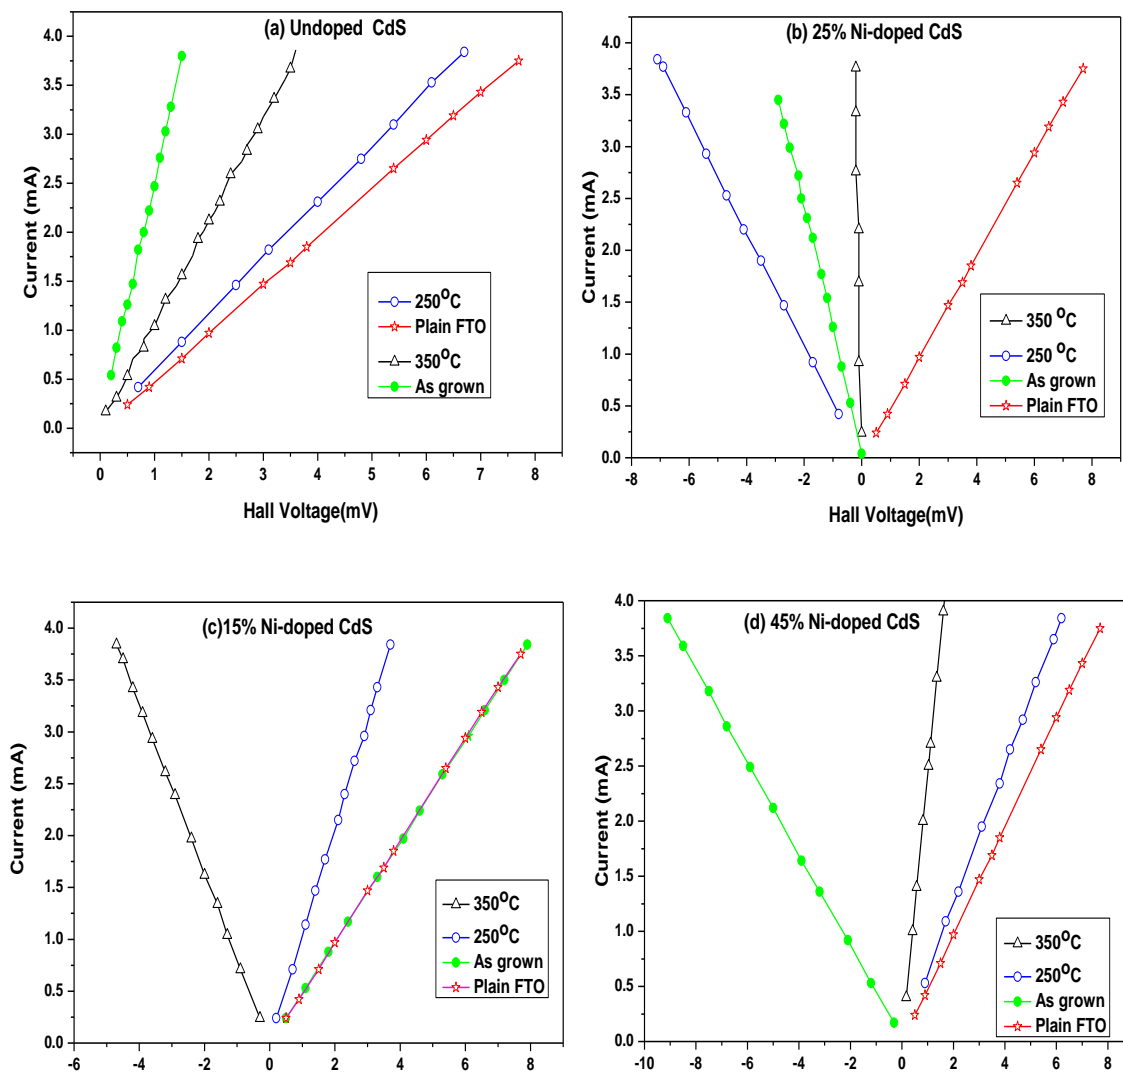 (a) Undoped CdS
4.0
3.5
3.0
2.5
2.0
1.5
1.0
0.5
0.0
Current (mA)
250OC
Plain FTO
350OC
As grown
0 1 2 3 4 5 6 7 8
Hall Voltage(mV)
(b) 25% Ni-doped CdS
4.0
3.5
3.0
2.5
2.0
1.5
1.0
0.5
0.0
Current (mA)
350 OC
250 OC
As grown
Plain FTO
-8 -6 -4 -2 0 2 4 6 8
Hall Voltage(mV)
(c)15% Ni-doped CdS
4.0
3.5
3.0
2.5
2.0
1.5
1.0
0.5
0.0
Current (mA)
350OC
250OC
As grown
Plain FTO
-6 -4 -2 0 2 4 6 8
(d) 45% Ni-doped CdS
4.0
3.5
3.0
2.5
2.0
1.5
1.0
0.5
0.0
Current (mA)
350OC
250OC
As grown
Plain FTO
-10 -8 -6 -4 -2 0 2 4 6 8